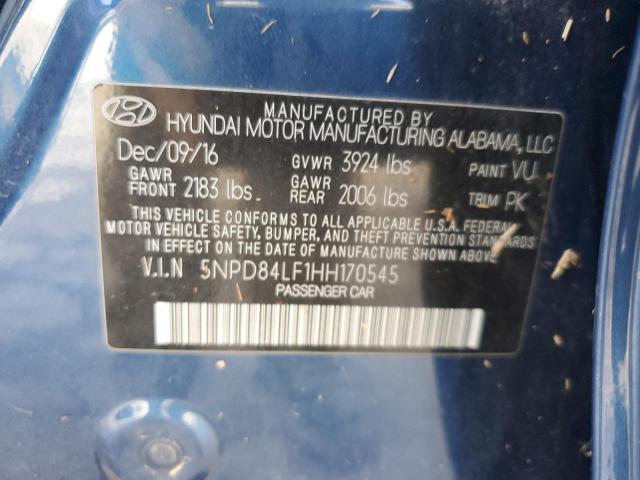 MANUFACTURED BY
HYUNDAI MOTOR MANUFACTURING ALABAMA, LLC
Dec/09/16 GVWR 3924 lbs PAINT VU
GAWR FRONT 2183 lbs GAWR REAR 2006 lbs TRIM PK
THIS VEHICLE CONFORMS TO ALL APPLICABLE U.S.A. FEDERAL
MOTOR VEHICLE SAFETY, BUMPER, AND THEFT PREVENTION STANDARDS
IN EFFECT ON THE DATE OF MANUFACTURE SHOWN ABOVE.
V.I.N 5NPD84LF1HH170545
PASSENGER CAR